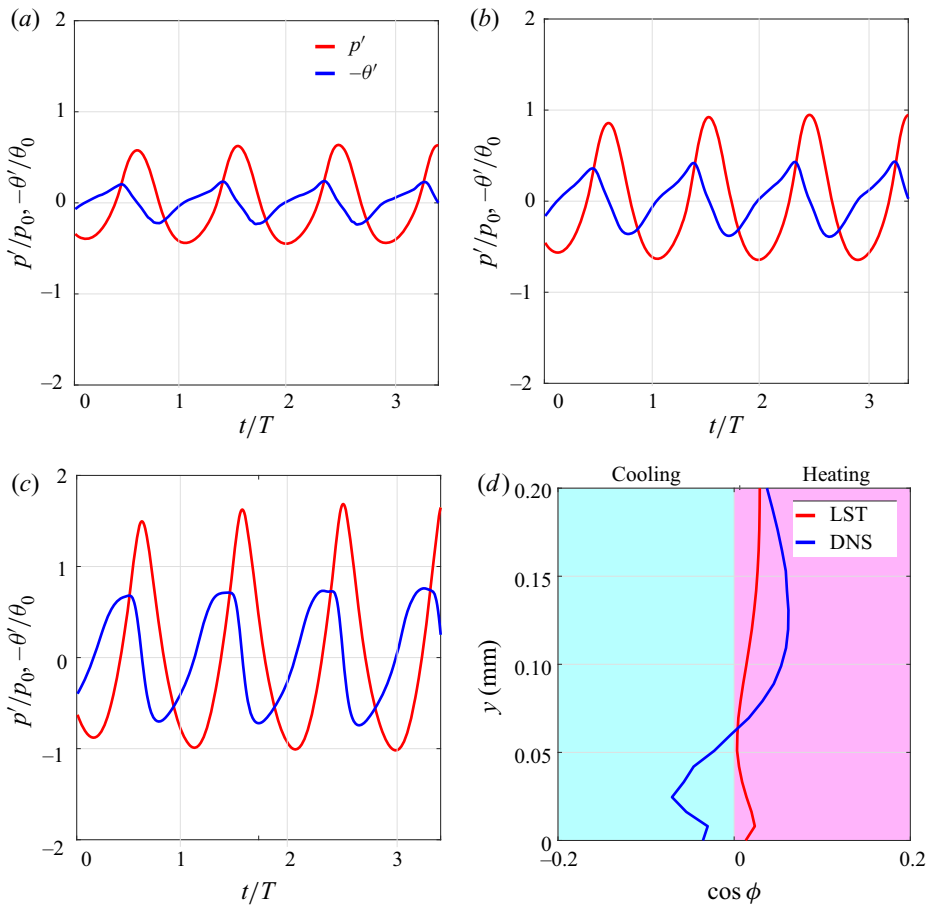 (a)
2
1
0
−1
−2
p′/p0, −θ′/θ0
p′
−θ′
0 1 2 3
t/T
(b)
2
1
0
−1
−2
p′/p0, −θ′/θ0
0 1 2 3
t/T
(c)
2
1
0
−1
−2
p′/p0, −θ′/θ0
0 1 2 3
t/T
(d)
Cooling Heating
0.20
0.15
0.10
0.05
0
y (mm)
LST
DNS
−0.2 0 0.2
cos ϕ